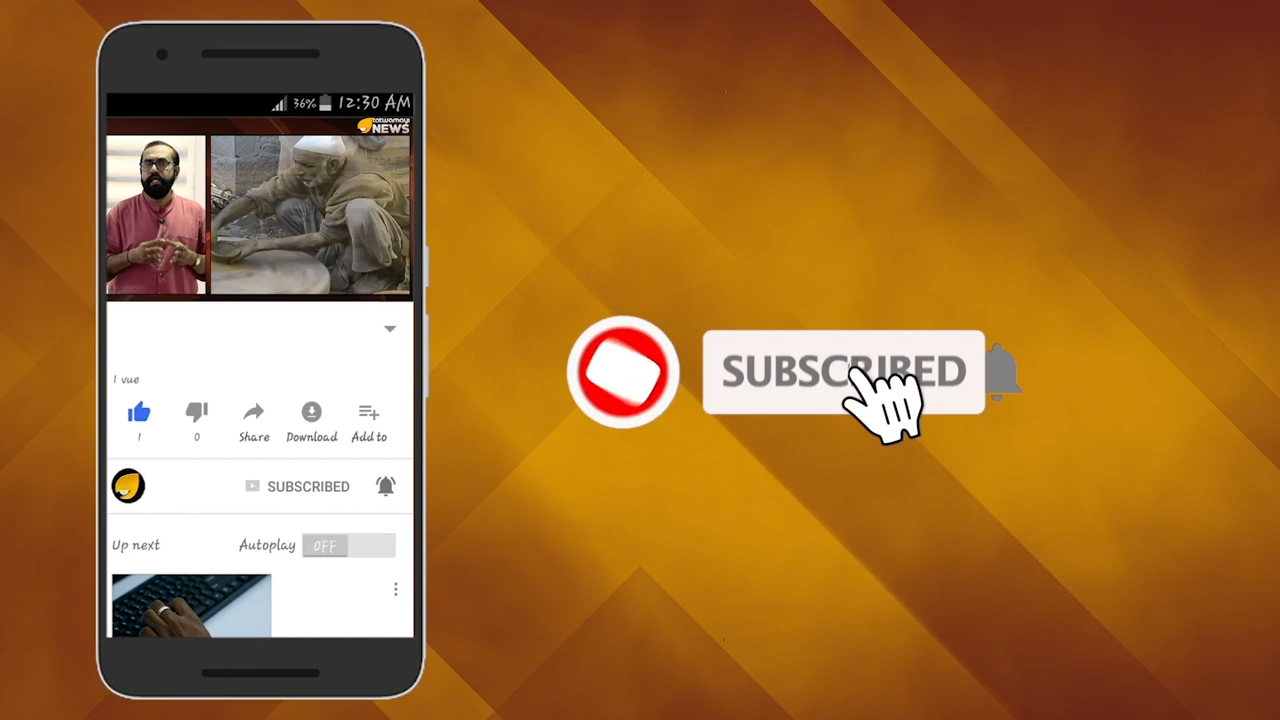 36% 12:30 AM
tatwamayi
NEWS
1 vue
1
0
Share
Download
Add to
SUBSCRIBED
Up next
Autoplay
OFF
SUBSCRIBED